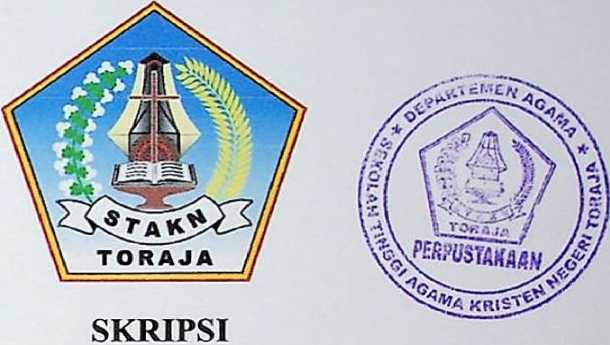 STAKN
TORAJA
SEKOLAH TINGGI AGAMA KRISTEN NEGERI TORAJA
* DEPARTEMEN AGAMA *
TORAJA
PERPUSTAKAAN
SKRIPSI